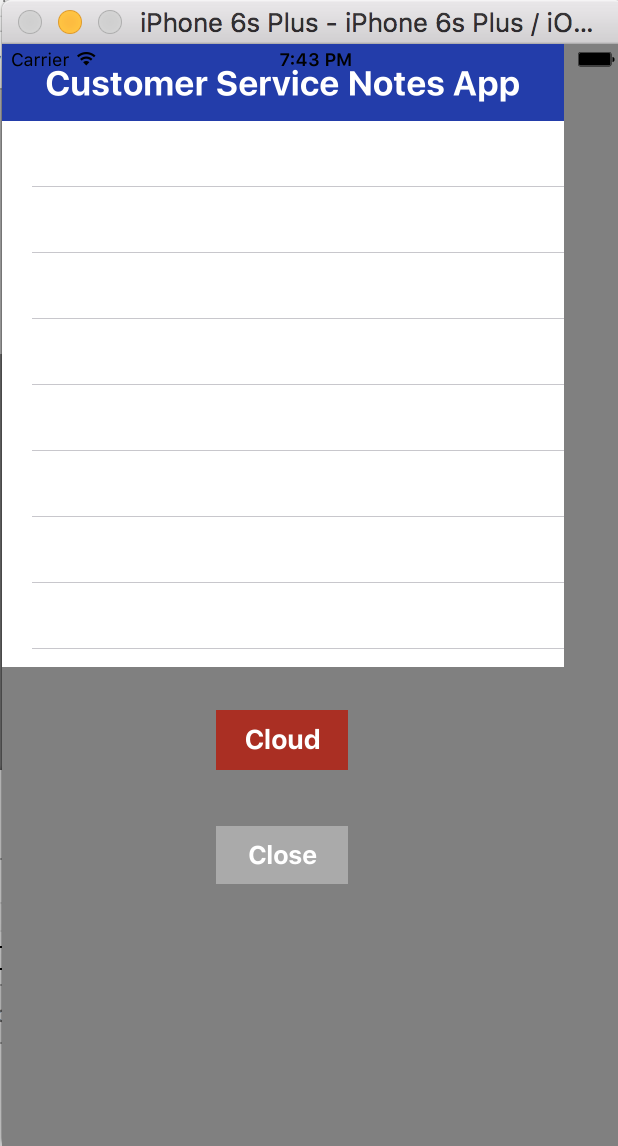 iPhone 6s Plus - iPhone 6s Plus / iO...
Carrier 7:43 PM
Customer Service Notes App
Cloud
Close